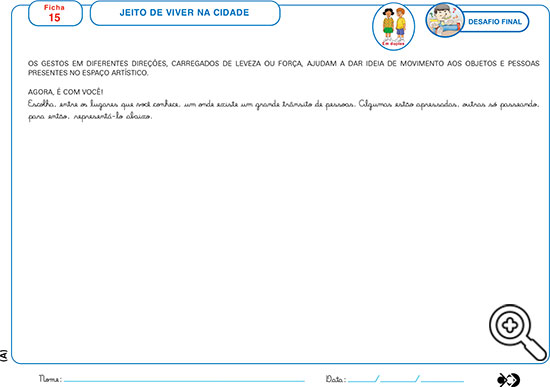 Ficha
15
JEITO DE VIVER NA CIDADE
Em duplas
DESAFIO FINAL
OS GESTOS EM DIFERENTES DIREÇÕES, CARREGADOS DE LEVEZA OU FORÇA, AJUDAM A DAR IDEIA DE MOVIMENTO AOS OBJETOS E PESSOAS
PRESENTES NO ESPAÇO ARTÍSTICO.
AGORA, É COM VOCÊ!
Escolha, entre os lugares que você conhece, um onde existe um grande trânsito de pessoas. Algumas estão apressadas, outras só passeando,
para então, representá-lo abaixo.
(A)
Nome:
Data: / /